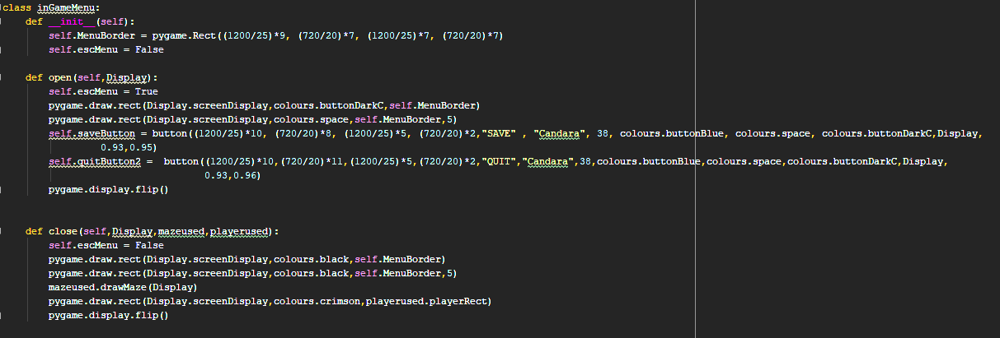 class inGameMenu:
    def __init__(self):
        self.MenuBorder = pygame.Rect((1200/25)*9, (720/20)*7, (1200/25)*7, (720/20)*7)
        self.escMenu = False

    def open(self,Display):
        self.escMenu = True
        pygame.draw.rect(Display.screenDisplay,colours.buttonDarkC,self.MenuBorder)
        pygame.draw.rect(Display.screenDisplay,colours.space,self.MenuBorder,5)
        self.saveButton = button((1200/25)*10, (720/20)*8, (1200/25)*5, (720/20)*2,"SAVE" , "Candara", 38, colours.buttonBlue, colours.space, colours.buttonDarkC,Display,
                 0.93,0.95)
        self.quitButton2 =  button((1200/25)*10,(720/20)*11,(1200/25)*5,(720/20)*2,"QUIT","Candara",38,colours.buttonBlue,colours.space,colours.buttonDarkC,Display,
                                   0.93,0.96)
        pygame.display.flip()


    def close(self,Display,mazeused,playerused):
        self.escMenu = False
        pygame.draw.rect(Display.screenDisplay,colours.black,self.MenuBorder)
        pygame.draw.rect(Display.screenDisplay,colours.black,self.MenuBorder,5)
        mazeused.drawMaze(Display)
        pygame.draw.rect(Display.screenDisplay,colours.crimson,playerused.playerRect)
        pygame.display.flip()